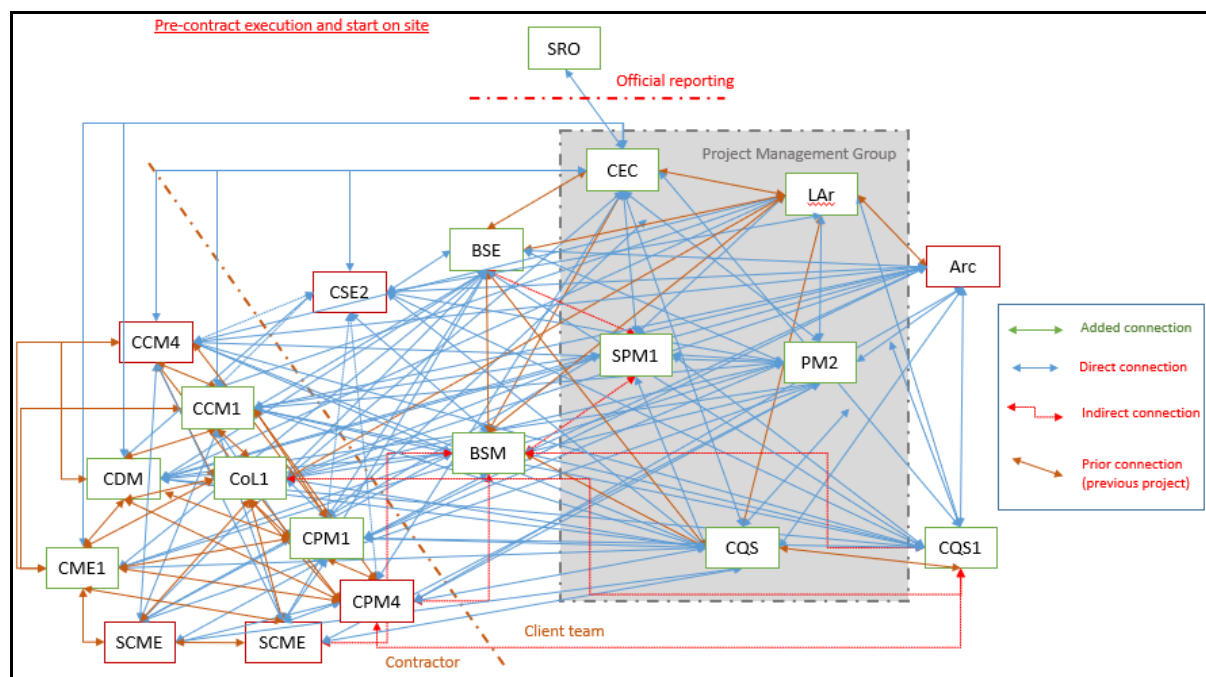 Pre-contract execution and start on site
SRO
Official reporting
Project Management Group
CEC
LAr
BSE
Arc
CSE2
Added connection
CCM4
SPM1
PM2
Direct connection
CCM1
Indirect connection
BSM
CDM
CoL1
Prior connection
(previous project)
CPM1
CQS
CQS1
CME1
CPM4
Client team
SCME
SCME
Contractor